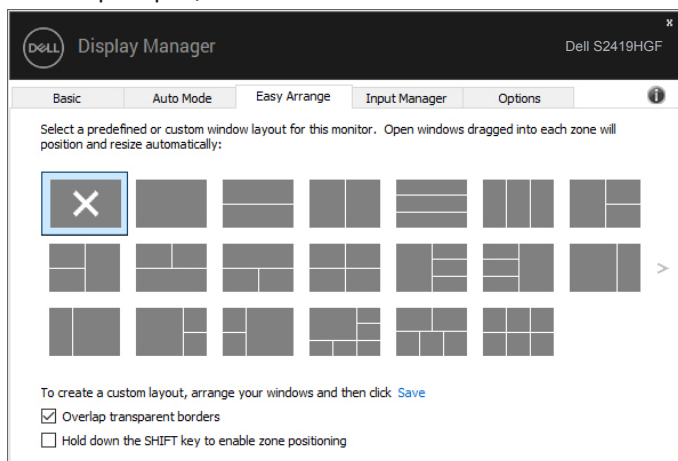 x
DELL Display Manager Dell S2419HGF
Basic Auto Mode Easy Arrange Input Manager Options i
Select a predefined or custom window layout for this monitor. Open windows dragged into each zone will
position and resize automatically:
>
To create a custom layout, arrange your windows and then click Save
Overlap transparent borders
Hold down the SHIFT key to enable zone positioning